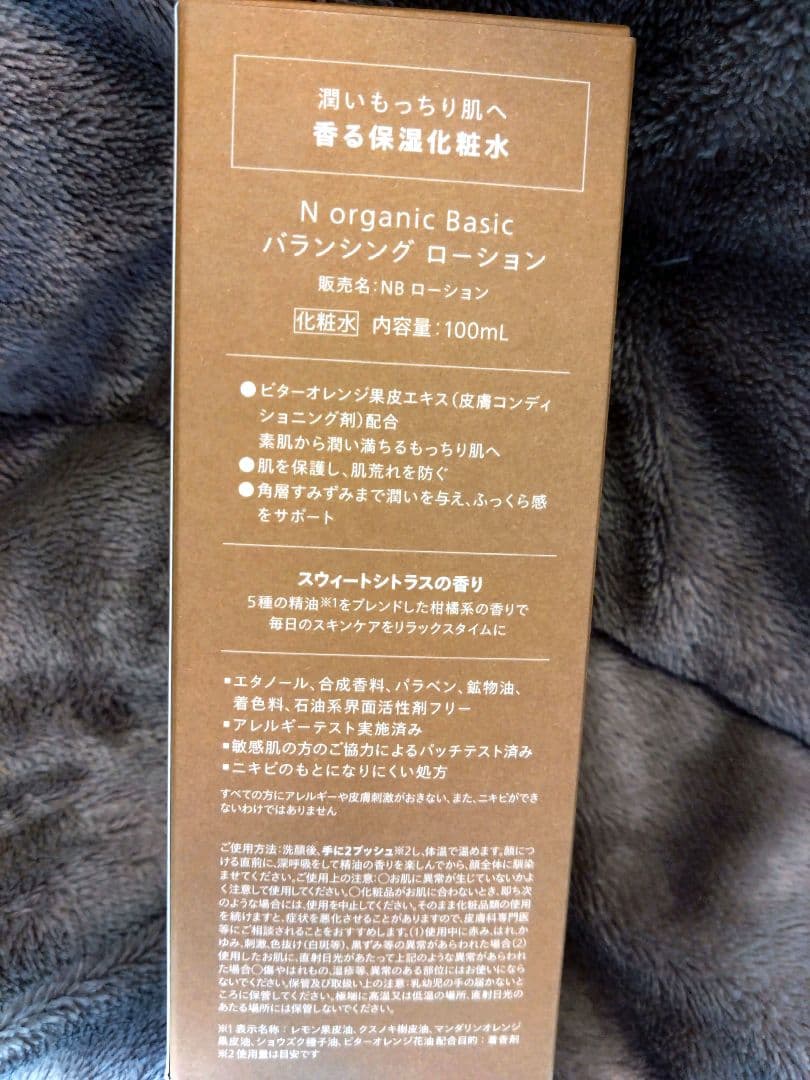 潤いもっちり肌へ
香る保湿化粧水
N organic Basic
バランシング ローション
販売名：NB ローション
化粧水 内容量：100mL
●ビターオレンジ果皮エキス（皮膚コンディ
ショニング剤）配合
素肌から潤い満ちるもっちり肌へ
●肌を保護し、肌荒れを防ぐ
●角層すみずみまで潤いを与え、ふっくら感
をサポート
スウィートシトラスの香り
5種の精油※1をブレンドした柑橘系の香りで
毎日のスキンケアをリラックスタイムに
▪エタノール、合成香料、パラベン、鉱物油、
着色料、石油系界面活性剤フリー
▪アレルギーテスト実施済み
▪敏感肌の方のご協力によるパッチテスト済み
▪ニキビのもとになりにくい処方
すべての方にアレルギーや皮膚刺激がおきない、また、ニキビができ
ないわけではありません
ご使用方法：洗顔後、手に2プッシュ※2し、体温で温めます。顔につ
ける直前に、深呼吸をして精油の香りを楽しんでから、顔全体に馴染
ませてください。ご使用上の注意：〇お肌に異常が生じていないかよ
く注意して使用してください。〇化粧品がお肌に合わないとき、即ち次
のような場合には、使用を中止してください。そのまま化粧品類の使用
を続けますと、症状を悪化させることがありますので、皮膚科専門医
等にご相談されることをおすすめします。(1)使用中に赤み、はれ、か
ゆみ、刺激、色抜け(白斑等)、黒ずみ等の異常があらわれた場合(2)
使用したお肌に、直射日光があたって上記のような異常があらわれ
た場合〇傷やはれもの、湿疹等、異常のある部位にはお使いになら
ないでください。保管及び取扱い上の注意：乳幼児の手の届かないと
ころに保管してください。極端に高温又は低温の場所、直射日光の
あたる場所には保管しないでください。
※1 表示名称：レモン果皮油、クスノキ樹皮油、マンダリンオレンジ
果皮油、ショウズク種子油、ビターオレンジ花油 配合目的：着香剤
※2 使用量は目安です